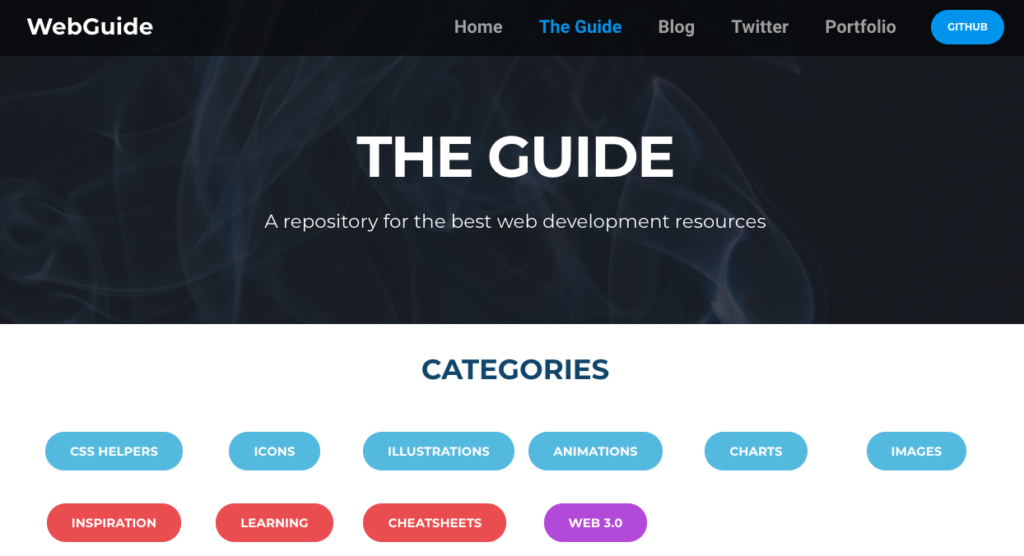 WebGuide Home The Guide Blog Twitter Portfolio GITHUB
THE GUIDE
A repository for the best web development resources
CATEGORIES
CSS HELPERS ICONS ILLUSTRATIONS ANIMATIONS CHARTS IMAGES
INSPIRATION LEARNING CHEATSHEETS WEB 3.0